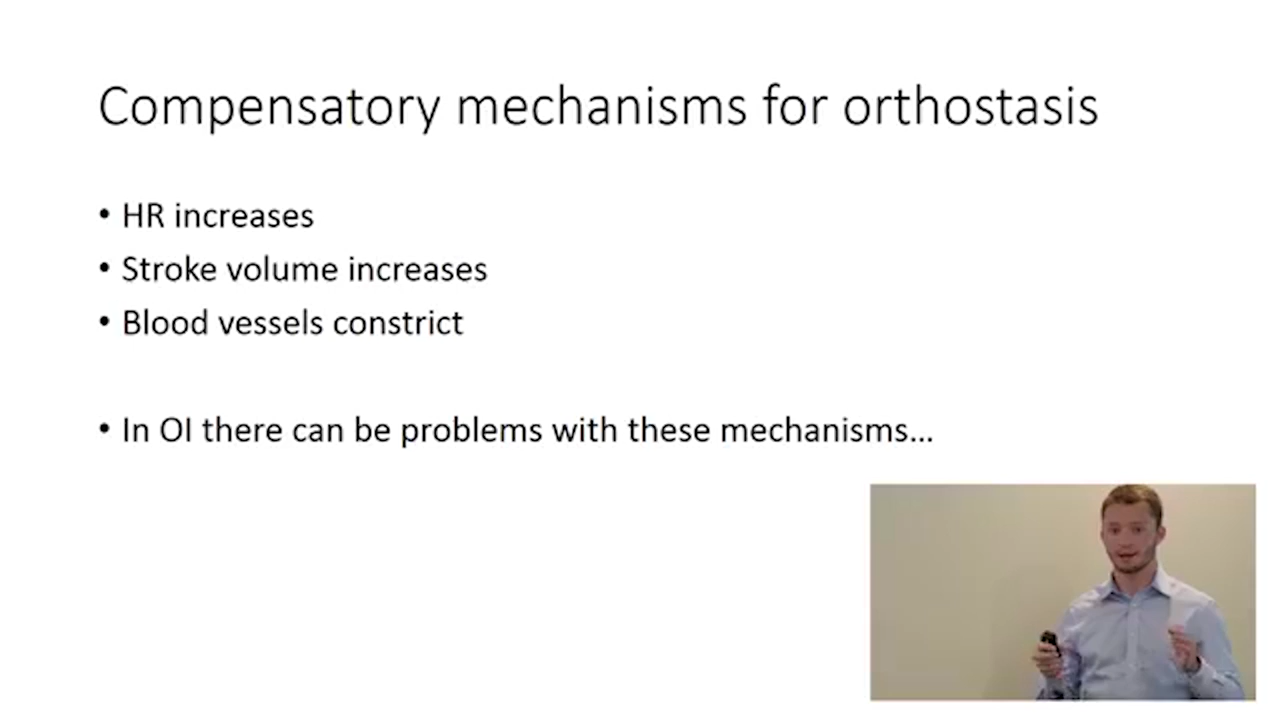 Compensatory mechanisms for orthostasis
• HR increases
• Stroke volume increases
• Blood vessels constrict
• In OI there can be problems with these mechanisms...